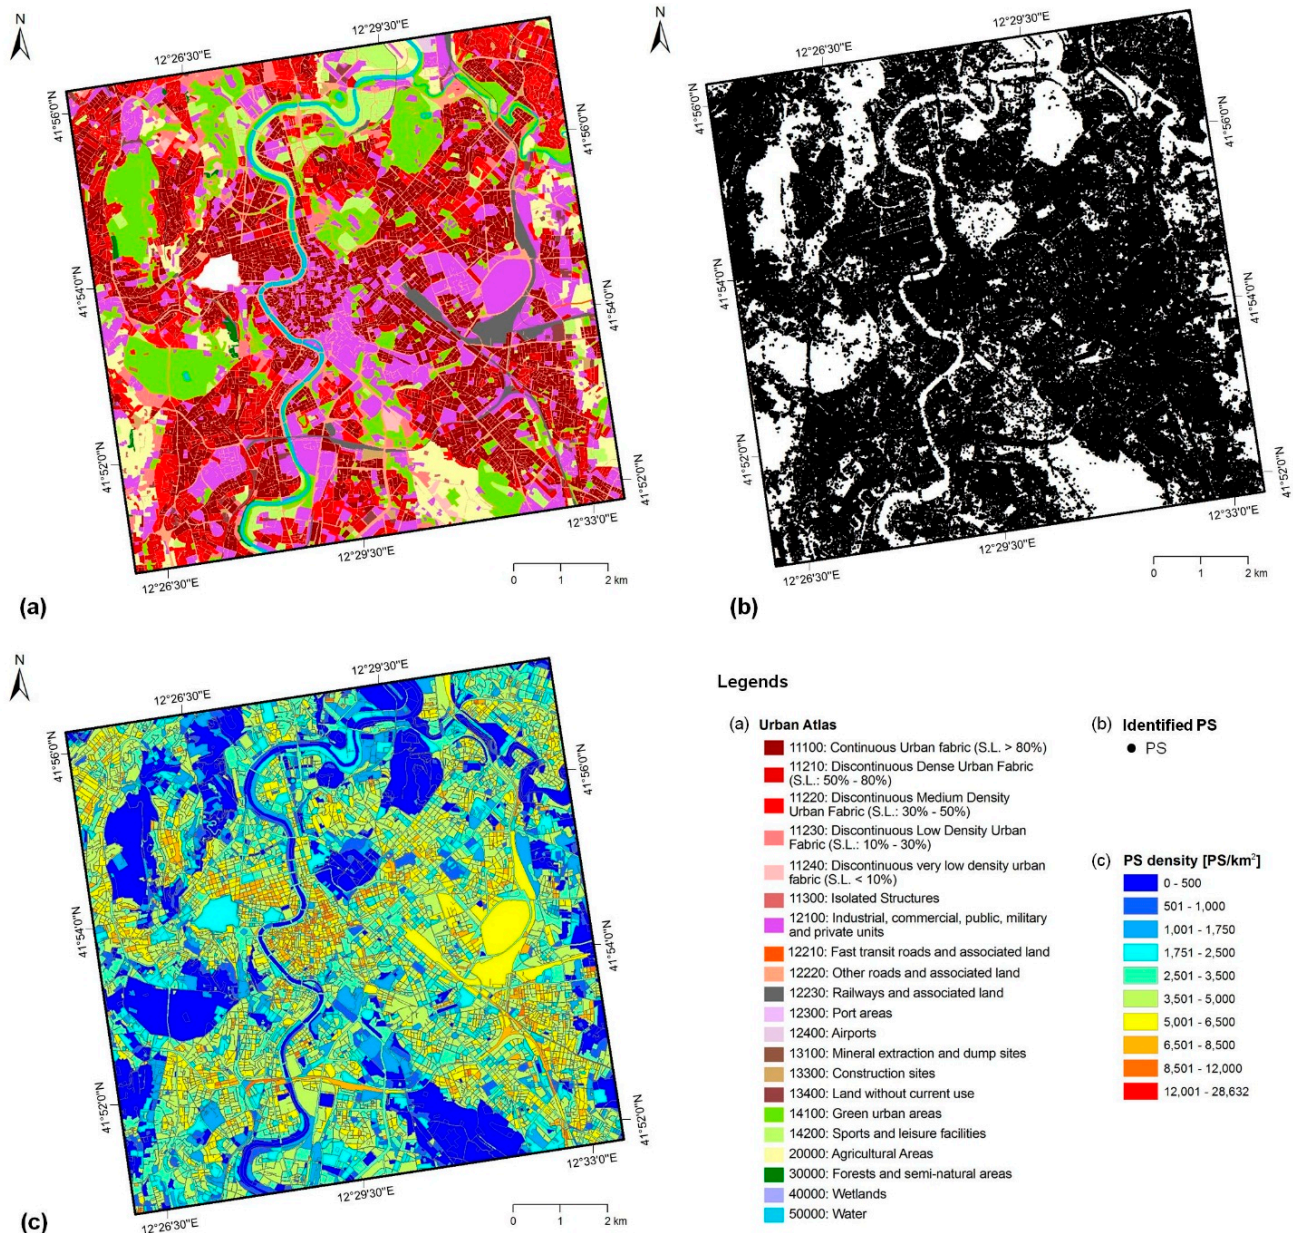 N
N
12°29'30"E
12°29'30"E
12°26'30"E
12°26'30"E
41°56'0"N
41°56'0"N
41°56'0"N
41°56'0"N
41°54'0"N
41°54'0"N
41°54'0"N
41°54'0"N
41°52'0"N
41°52'0"N
41°52'0"N
41°52'0"N
12°33'0"E
12°33'0"E
12°29'30"E
12°29'30"E
12°26'30"E
12°26'30"E
0 1 2 km
0 1 2 km
(a)
(b)
N
12°29'30"E
12°26'30"E
41°56'0"N
41°56'0"N
41°54'0"N
41°54'0"N
41°52'0"N
41°52'0"N
12°33'0"E
12°29'30"E
12°26'30"E
0 1 2 km
(c)
Legends
(a) Urban Atlas
11100: Continuous Urban fabric (S.L. > 80%)
11210: Discontinuous Dense Urban Fabric
(S.L.: 50% - 80%)
11220: Discontinuous Medium Density
Urban Fabric (S.L.: 30% - 50%)
11230: Discontinuous Low Density Urban
Fabric (S.L.: 10% - 30%)
11240: Discontinuous very low density urban
fabric (S.L. < 10%)
11300: Isolated Structures
12100: Industrial, commercial, public, military
and private units
12210: Fast transit roads and associated land
12220: Other roads and associated land
12230: Railways and associated land
12300: Port areas
12400: Airports
13100: Mineral extraction and dump sites
13300: Construction sites
13400: Land without current use
14100: Green urban areas
14200: Sports and leisure facilities
20000: Agricultural Areas
30000: Forests and semi-natural areas
40000: Wetlands
50000: Water
(b) Identified PS
PS
(c) PS density [PS/km²]
0 - 500
501 - 1,000
1,001 - 1,750
1,751 - 2,500
2,501 - 3,500
3,501 - 5,000
5,001 - 6,500
6,501 - 8,500
8,501 - 12,000
12,001 - 28,632